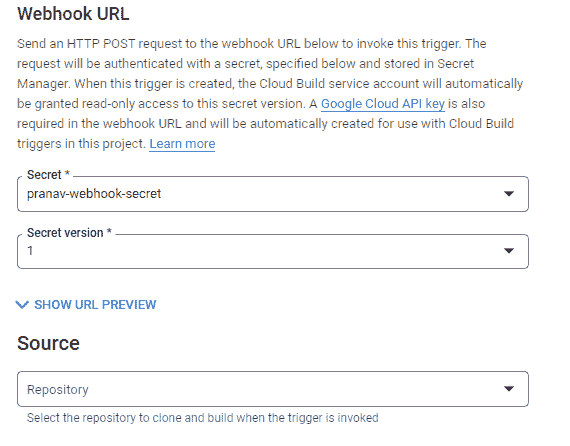 Webhook URL
Send an HTTP POST request to the webhook URL below to invoke this trigger. The
request will be authenticated with a secret, specified below and stored in Secret
Manager. When this trigger is created, the Cloud Build service account will automatically
be granted read-only access to this secret version. A Google Cloud API key is also
required in the webhook URL and will be automatically created for use with Cloud Build
triggers in this project. Learn more
Secret *
pranav-webhook-secret
Secret version *
1
SHOW URL PREVIEW
Source
Repository
Select the repository to clone and build when the trigger is invoked